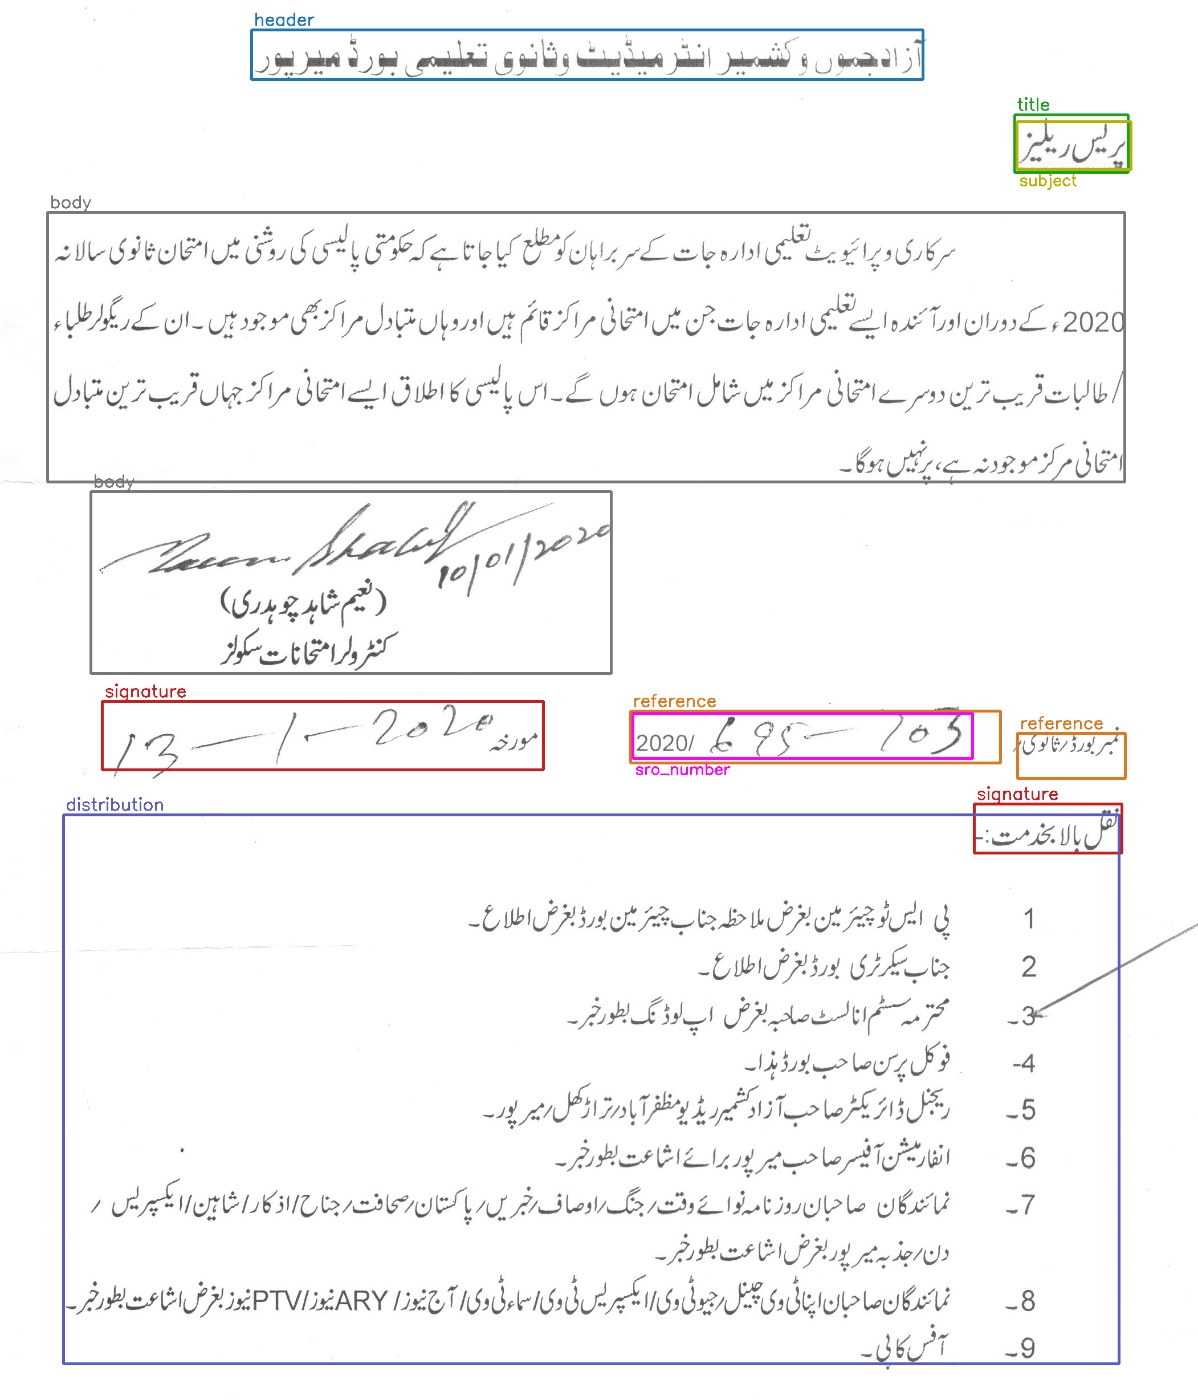 header
آزاد جموں و کشمیر انٹرمیڈیٹ و ثانوی تعلیمی بورڈ میرپور
title
پریس ریلیز
subject
body
سرکاری و پرائیویٹ تعلیمی ادارہ جات کے سربراہان کو مطلع کیا جاتا ہے کہ حکومتی پالیسی کی روشنی میں امتحان ثانوی سالانہ
2020ء کے دوران اور آئندہ ایسے تعلیمی ادارہ جات جن میں امتحانی مراکز قائم ہیں اور وہاں متبادل مراکز بھی موجود ہیں۔ ان کے ریگولر طلباء
/طالبات قریب ترین دوسرے امتحانی مراکز میں شامل امتحان ہوں گے۔ اس پالیسی کا اطلاق ایسے امتحانی مراکز جہاں قریب ترین متبادل
امتحانی مرکز موجود نہ ہے، پر نہیں ہوگا۔
body
Naeem Shahid
10/01/2020
(نعیم شاہد چوہدری)
کنٹرولر امتحانات سکولز
reference
نمبر بورڈ/ثانوی/
reference
2020/ 695-703
sro_number
signature
مورخہ 13-1-2020
distribution
signature
نقل بالا بخدمت:-
1 پی ایس ٹو چیئرمین بغرض ملاحظہ جناب چیئرمین بورڈ بغرض اطلاع۔
2 جناب سیکرٹری بورڈ بغرض اطلاع۔
3۔ محترمہ سسٹم انالسٹ صاحبہ بغرض اپ لوڈنگ بطور خبر۔
4- فوکل پرسن صاحب بورڈ ہذا۔
5۔ ریجنل ڈائریکٹر صاحب آزاد کشمیر ریڈیو مظفرآباد/تراڑکھل/میرپور۔
6۔ انفارمیشن آفیسر صاحب میرپور برائے اشاعت بطور خبر۔
7۔ نمائندگان صاحبان روزنامہ نوائے وقت/جنگ/اوصاف/خبریں/پاکستان/صحافت/جناح/اذکار/شاہین/ایکسپریس /
دن/جذبہ میرپور بغرض اشاعت بطور خبر۔
8۔ نمائندگان صاحبان اپنا ٹی وی چینل/جیو ٹی وی/ایکسپریس ٹی وی/سماء ٹی وی/آج نیوز/ARY نیوز/PTV نیوز بغرض اشاعت بطور خبر۔
9۔ آفس کاپی۔